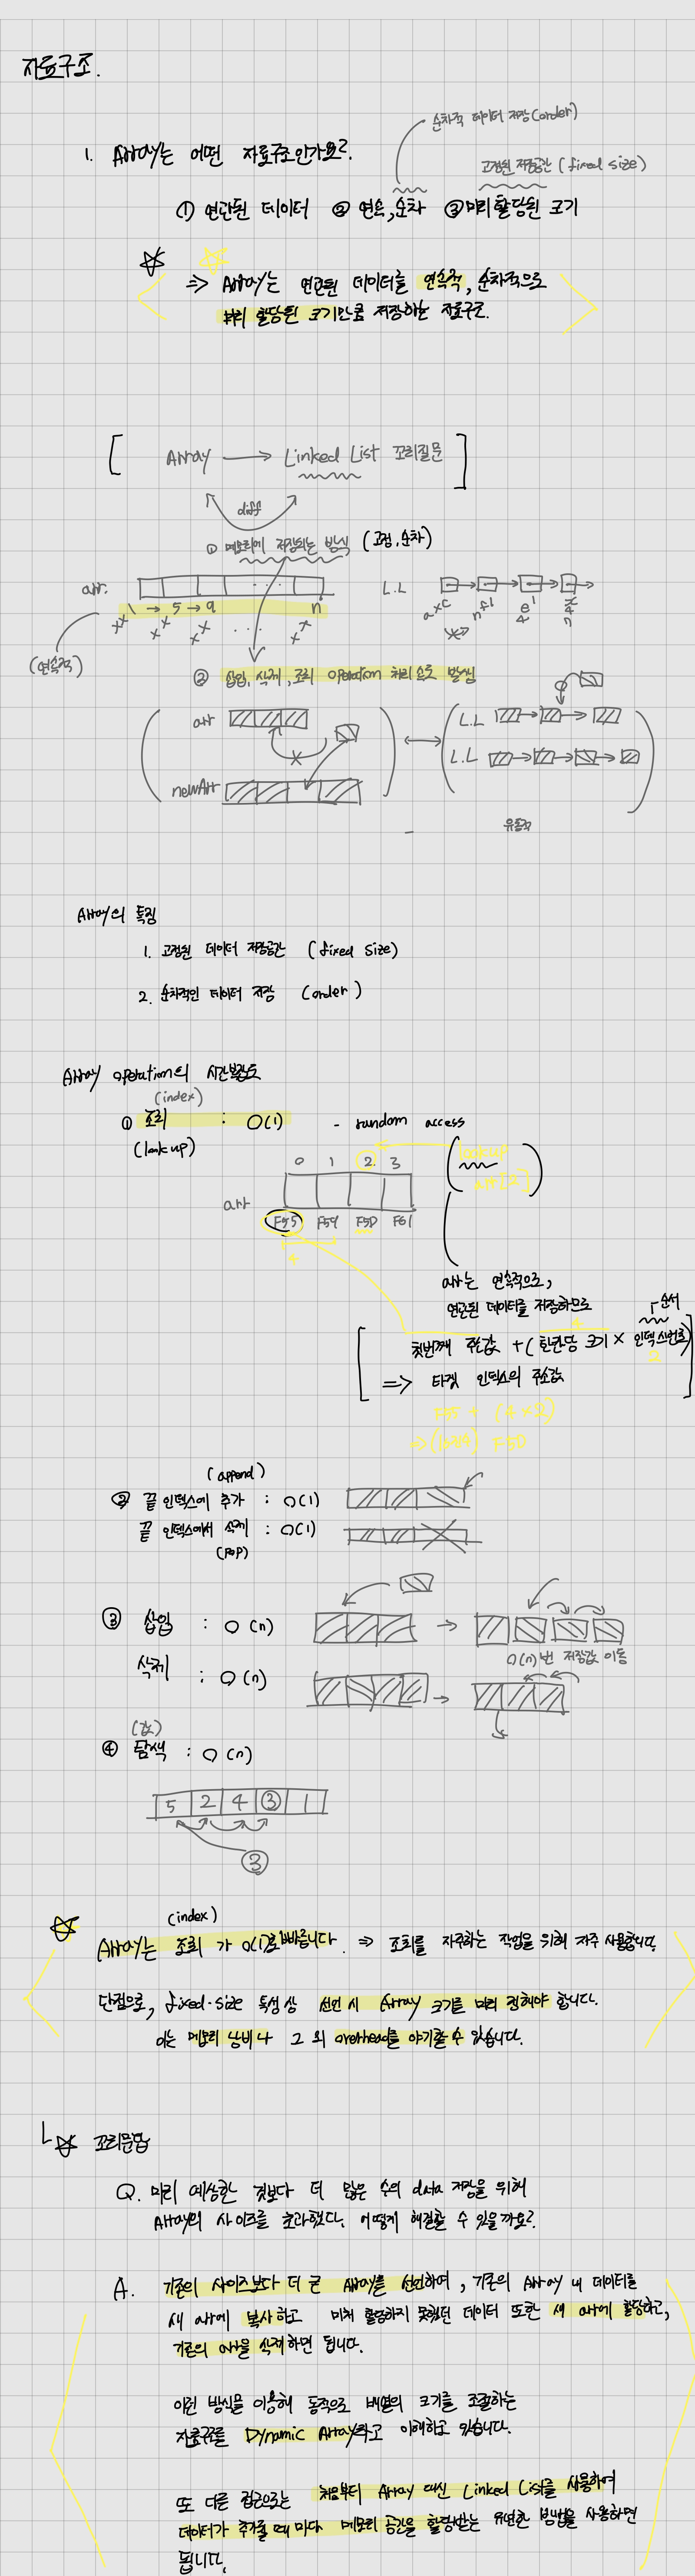 자료구조.
순차적 데이터 저장(order)
1. Array는 어떤 자료구조인가요?
고정된 저장공간 (fixed size)
① 연관된 데이터 ② 연속,순차 ③ 미리 할당된 크기
⇒ Array는 연관된 데이터를 연속적, 순차적으로
미리 할당된 크기만큼 저장하는 자료구조.
[ Array → Linked List 꼬리질문 ]
diff
① 메모리에 저장되는 방식 (고정, 순차)
arr.
L.L
1 → 5 → 9 ... n
(연속적)
② 삽입, 삭제, 조회 operation 처리 속도 발생
arr
L.L
L.L
newArr
유동적
Array의 특징
1. 고정된 데이터 저장공간 (fixed size)
2. 순차적인 데이터 저장 (order)
Array operation의 시간복잡도
(index)
① 조회 : O(1) - random access
(lookup)
lookup
0 1 2 3
arr[2]
arr
F55 F59 F5D F61
arr는 연속적으로,
연관된 데이터를 저장하므로
순서
4
첫번째 주소값 + (한칸당 크기 × 인덱스번호)
2
⇒ 타겟 인덱스의 주소값
F55 + (4×2)
⇒ (16진수) F5D
(append)
② 끝 인덱스에 추가 : O(1)
끝 인덱스에서 삭제 : O(1)
(pop)
③ 삽입 : O(n)
O(n)번 저장값 이동
삭제 : O(n)
(값)
④ 탐색 : O(n)
5 2 4 ③ 1
③
(index)
Array는 조회가 O(1)로 빠릅니다. ⇒ 조회를 자주하는 작업을 위해 자주 사용합니다.
단점으로, fixed-size 특성 상 선언 시 Array 크기를 미리 정해야 합니다.
이는 메모리 낭비나 그 외 overhead를 야기할 수 있습니다.
꼬리문답
Q. 미리 예상한 것보다 더 많은 수의 data 저장을 위해
Array의 사이즈를 초과했다. 어떻게 해결할 수 있을까요?
A. 기존의 사이즈보다 더 큰 Array를 선언하여, 기존의 Array 내 데이터를
새 arr에 복사하고 미처 할당하지 못했던 데이터 또한 새 arr에 할당하고,
기존의 arr을 삭제하면 됩니다.
이런 방식을 이용해 동적으로 배열의 크기를 조절하는
자료구조를 Dynamic Array라고 이해하고 있습니다.
또 다른 접근으로는 처음부터 Array 대신 Linked List를 사용하여
데이터가 추가될 때 마다 메모리 공간을 할당받는 유연한 방법을 사용하면
됩니다.